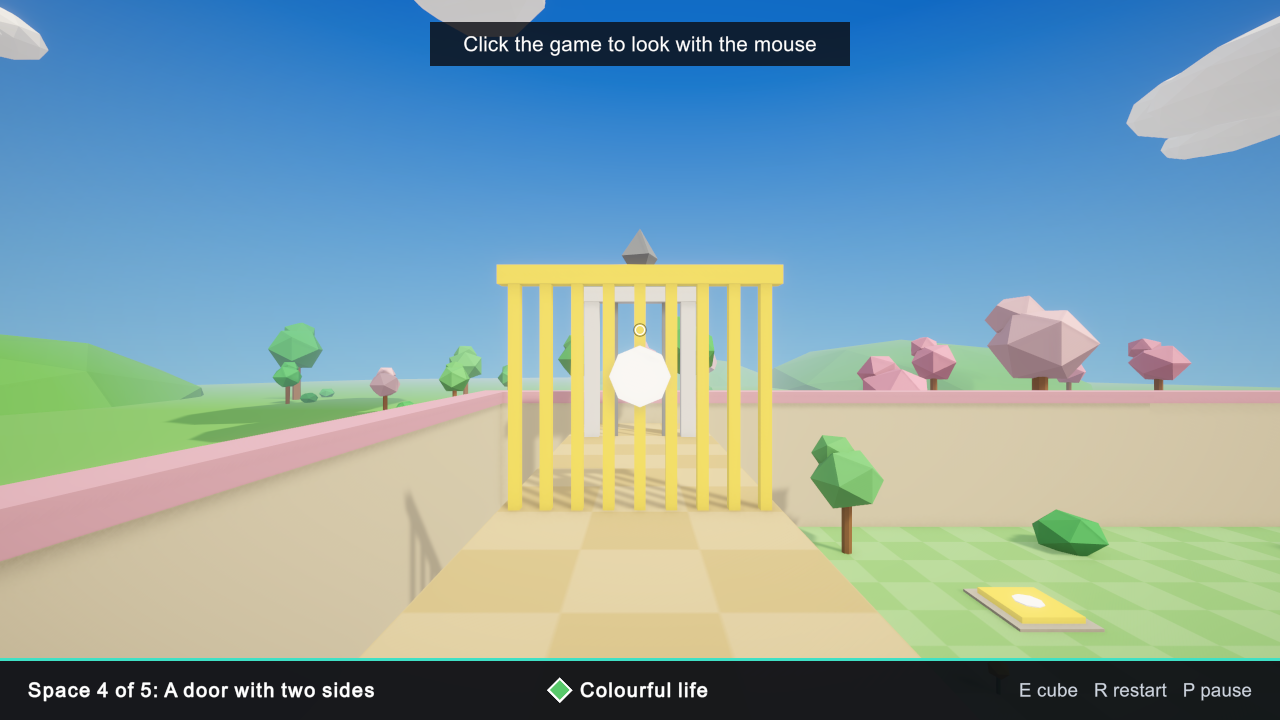 Click the game to look with the mouse
Space 4 of 5: A door with two sides
Colourful life
E cube R restart P pause